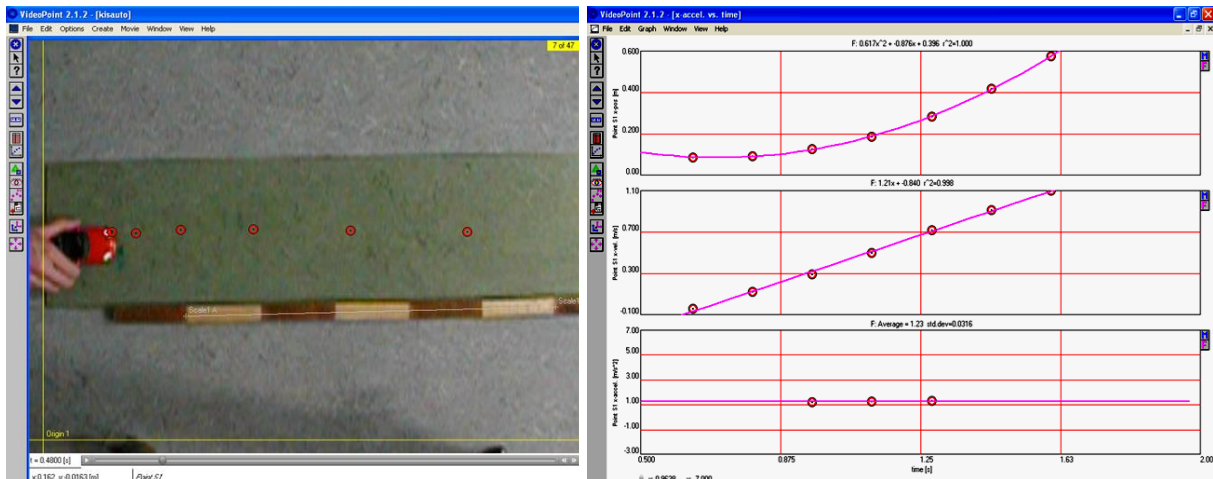 VideoPoint 2.1.2 - [kisauto]
File Edit Options Create Movie Window View Help
7 of 47
Scale1 A
Scale1
Origin 1
t = 0.4800 [s]
x:0.162 y:-0.0163 [m]
Point S1
VideoPoint 2.1.2 - [x-accel. vs. time]
File Edit Graph Window View Help
F: 0.617x^2 + -0.876x + 0.396 r^2=1.000
0.600
0.400
0.200
0.00
Point S1 x-pos [m]
F: 1.21x + -0.840 r^2=0.998
1.10
0.700
0.300
-0.100
Point S1 x-vel. [m/s]
F: Average = 1.23 std.dev=0.0316
7.00
5.00
3.00
1.00
-1.00
-3.00
Point S1 x-accel. [m/s^2]
0.500 0.875 1.25 1.63 2.00
time [s]